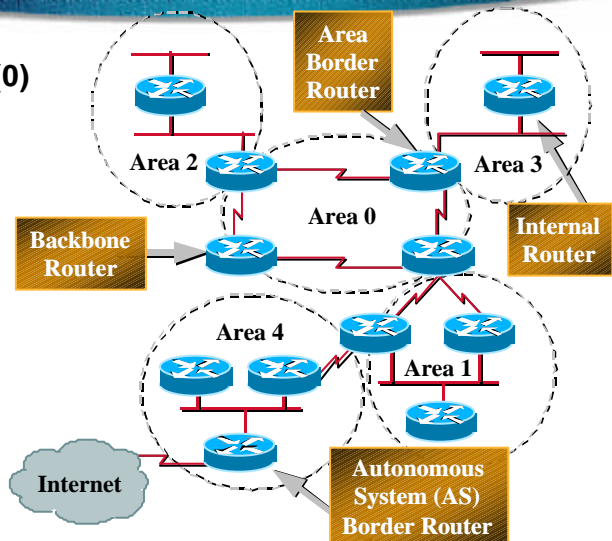 (0)
Area
Border
Router
Area 2
Area 3
Area 0
Backbone
Router
Internal
Router
Area 4
Area 1
Internet
Autonomous
System (AS)
Border Router